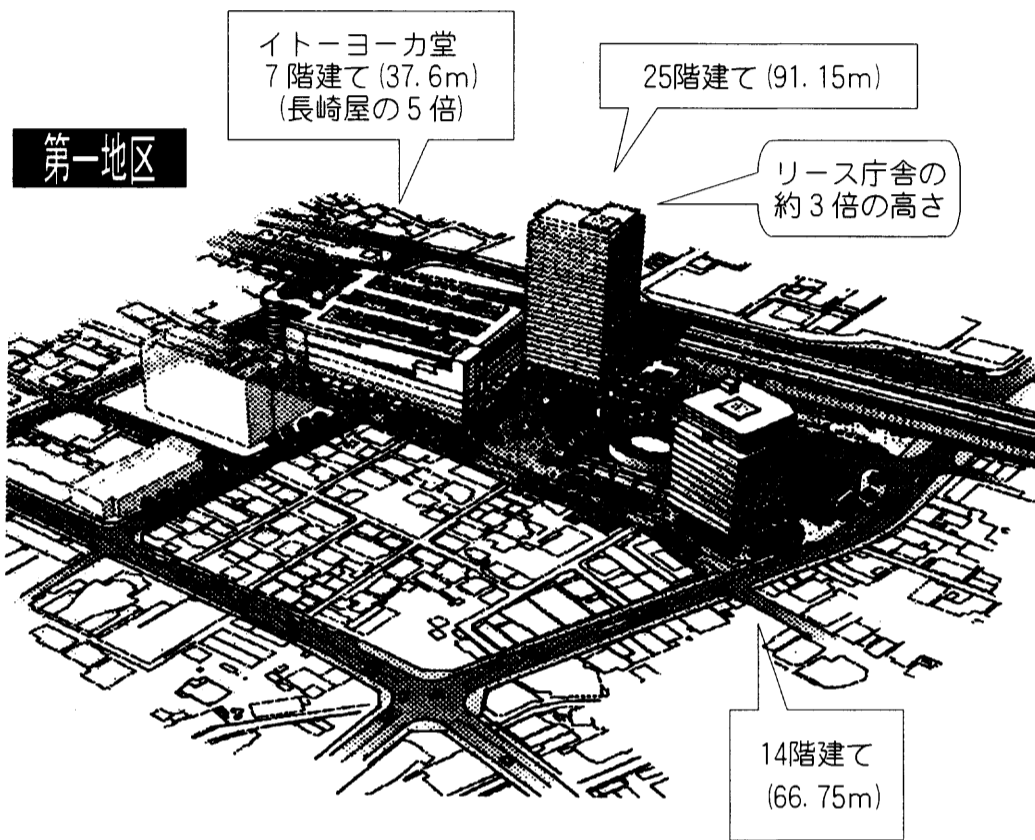 イトーヨーカ堂
7階建て(37.6m)
(長崎屋の5倍)
25階建て(91.15m)
第一地区
リース庁舎の
約3倍の高さ
14階建て
(66.75m)